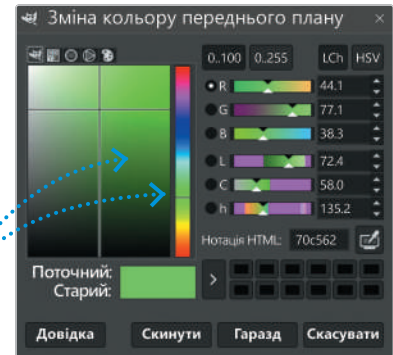 Зміна кольору переднього плану ×
0..100 0..255 LCh HSV
R 44.1
G 77.1
B 38.3
L 72.4
C 58.0
h 135.2
Нотація HTML: 70c562
Поточний:
Старий:
>
Довідка Скинути Гаразд Скасувати